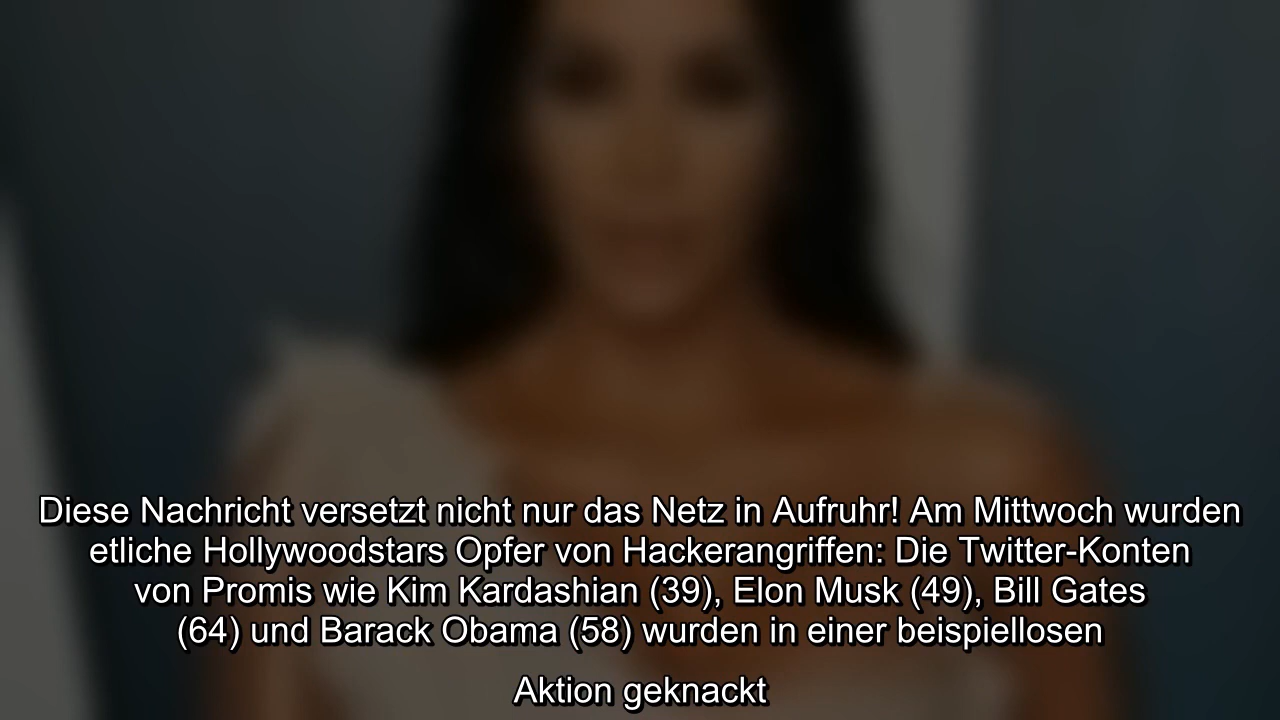 Diese Nachricht versetzt nicht nur das Netz in Aufruhr! Am Mittwoch wurden
etliche Hollywoodstars Opfer von Hackerangriffen: Die Twitter-Konten
von Promis wie Kim Kardashian (39), Elon Musk (49), Bill Gates
(64) und Barack Obama (58) wurden in einer beispiellosen
Aktion geknackt